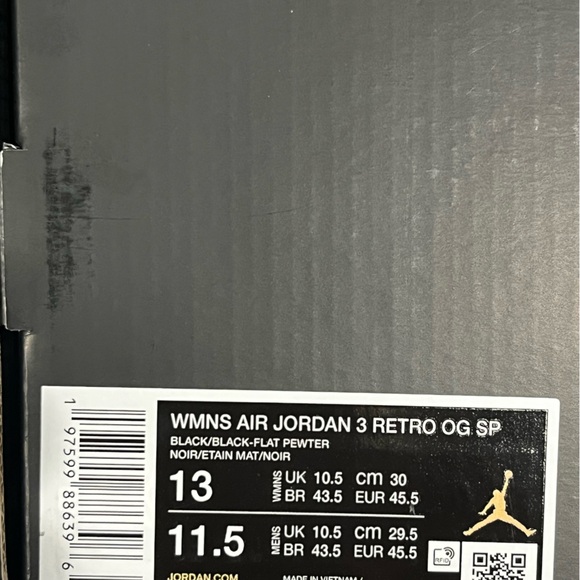 WMNS AIR JORDAN 3 RETRO OG SP
BLACK/BLACK-FLAT PEWTER
NOIR/ETAIN MAT/NOIR
13 WMNS UK 10.5 CM 30
BR 43.5 EUR 45.5
11.5 MENS UK 10.5 CM 29.5
BR 43.5 EUR 45.5
JORDAN.COM
MADE IN VIETNAM /
RFID
1 97599 88639 6